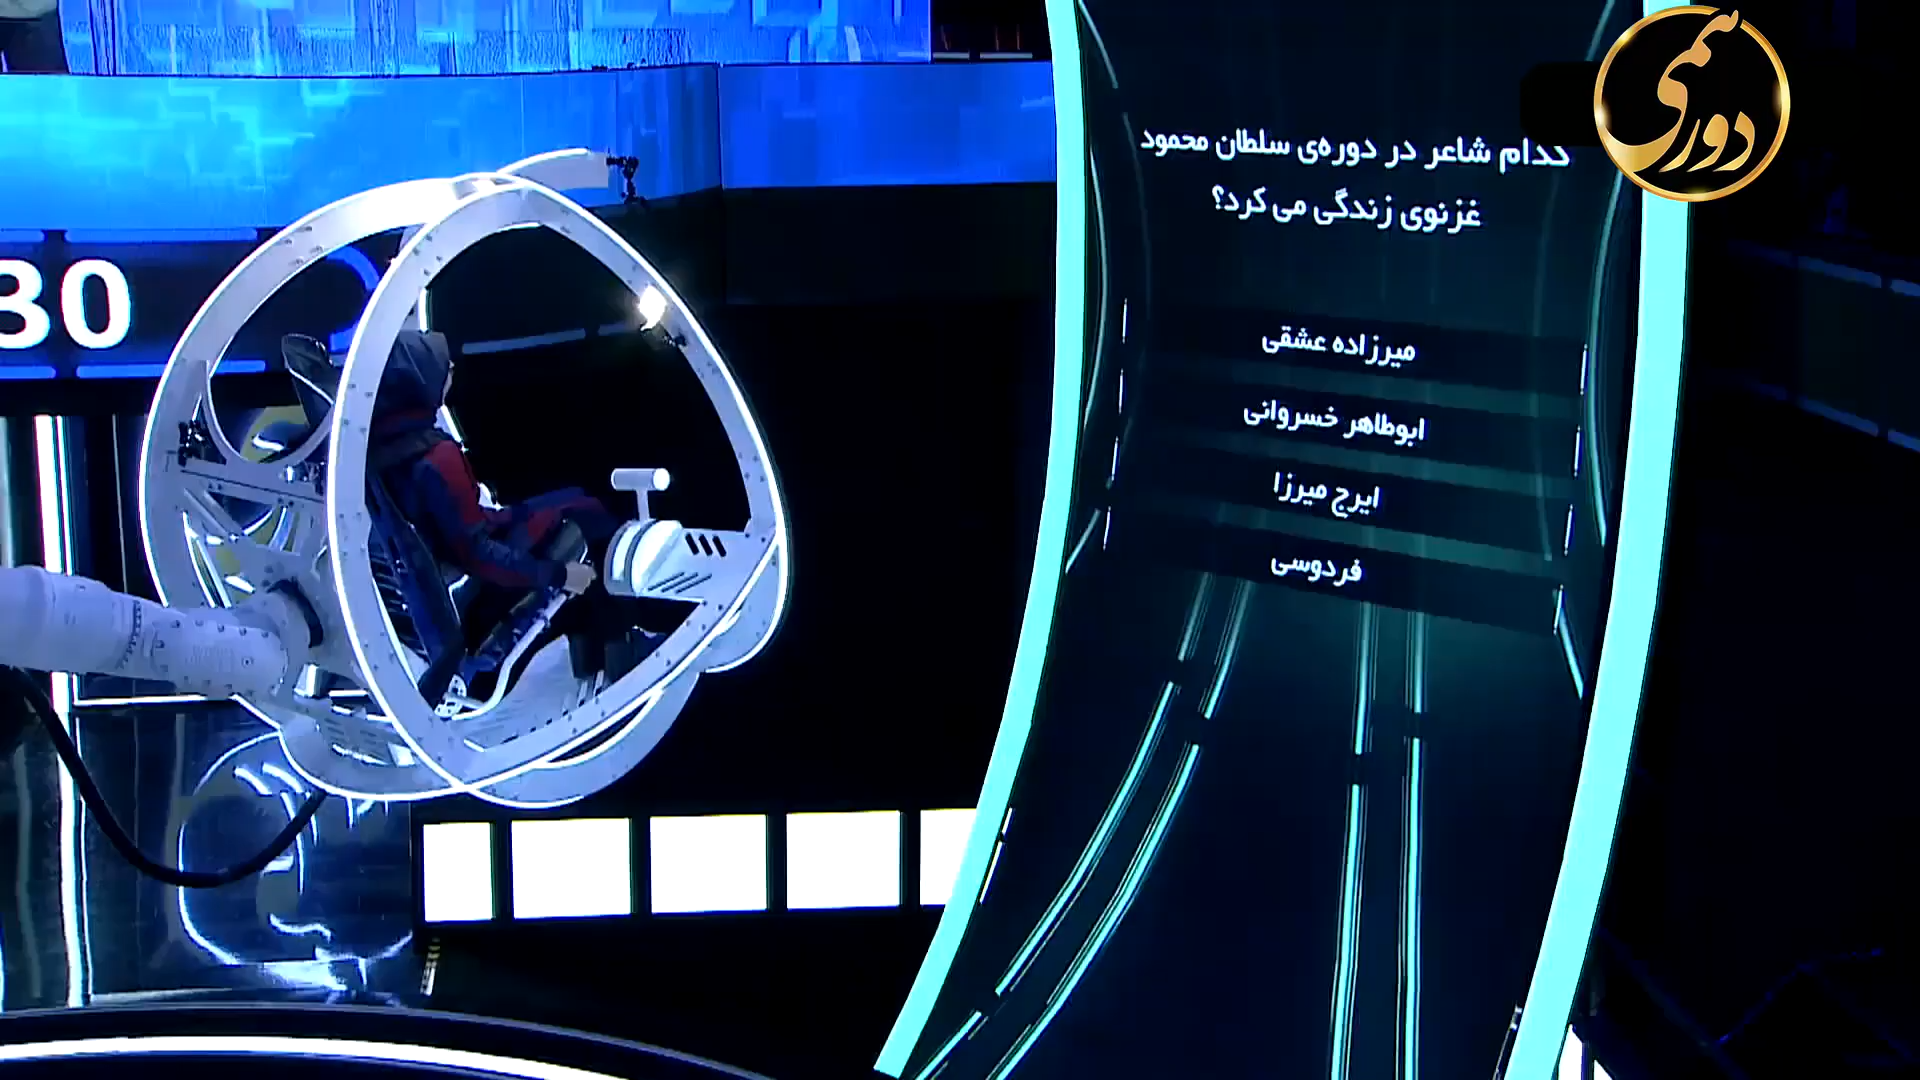 دورهمی
کدام شاعر در دوره‌ی سلطان محمود
غزنوی زندگی می کرد؟
میرزاده عشقی
ابوطاهر خسروانی
ایرج میرزا
فردوسی
30